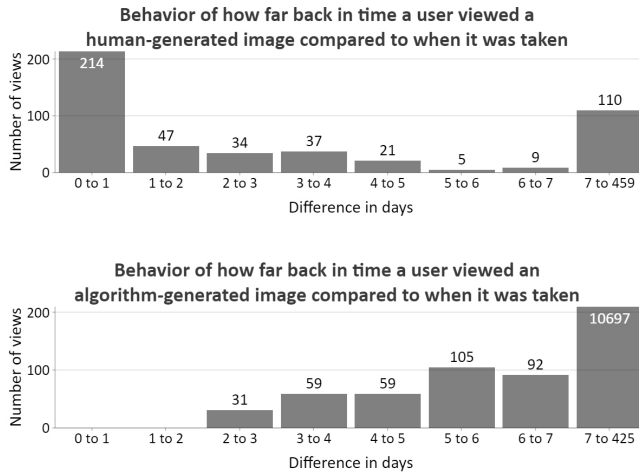 Behavior of how far back in time a user viewed a
human-generated image compared to when it was taken
Number of views
200
100
0
214
47
34
37
21
5
9
110
0 to 1
1 to 2
2 to 3
3 to 4
4 to 5
5 to 6
6 to 7
7 to 459
Difference in days
Behavior of how far back in time a user viewed an
algorithm-generated image compared to when it was taken
Number of views
200
100
0
31
59
59
105
92
10697
0 to 1
1 to 2
2 to 3
3 to 4
4 to 5
5 to 6
6 to 7
7 to 425
Difference in days